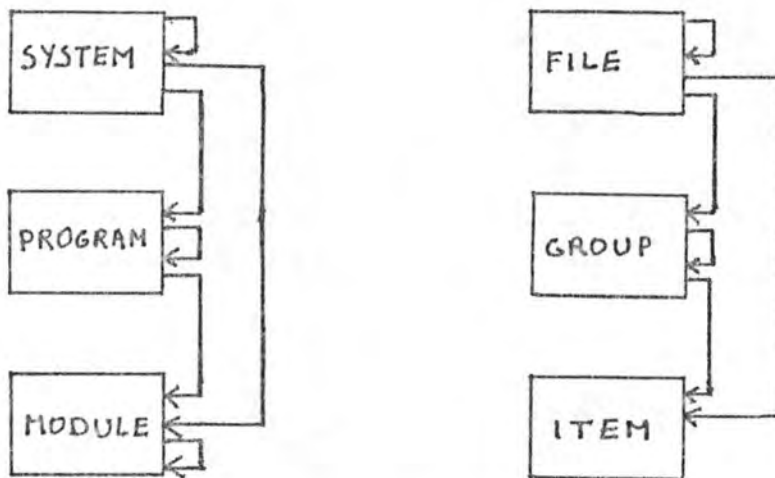 SYSTEM
FILE
PROGRAM
GROUP
MODULE
ITEM